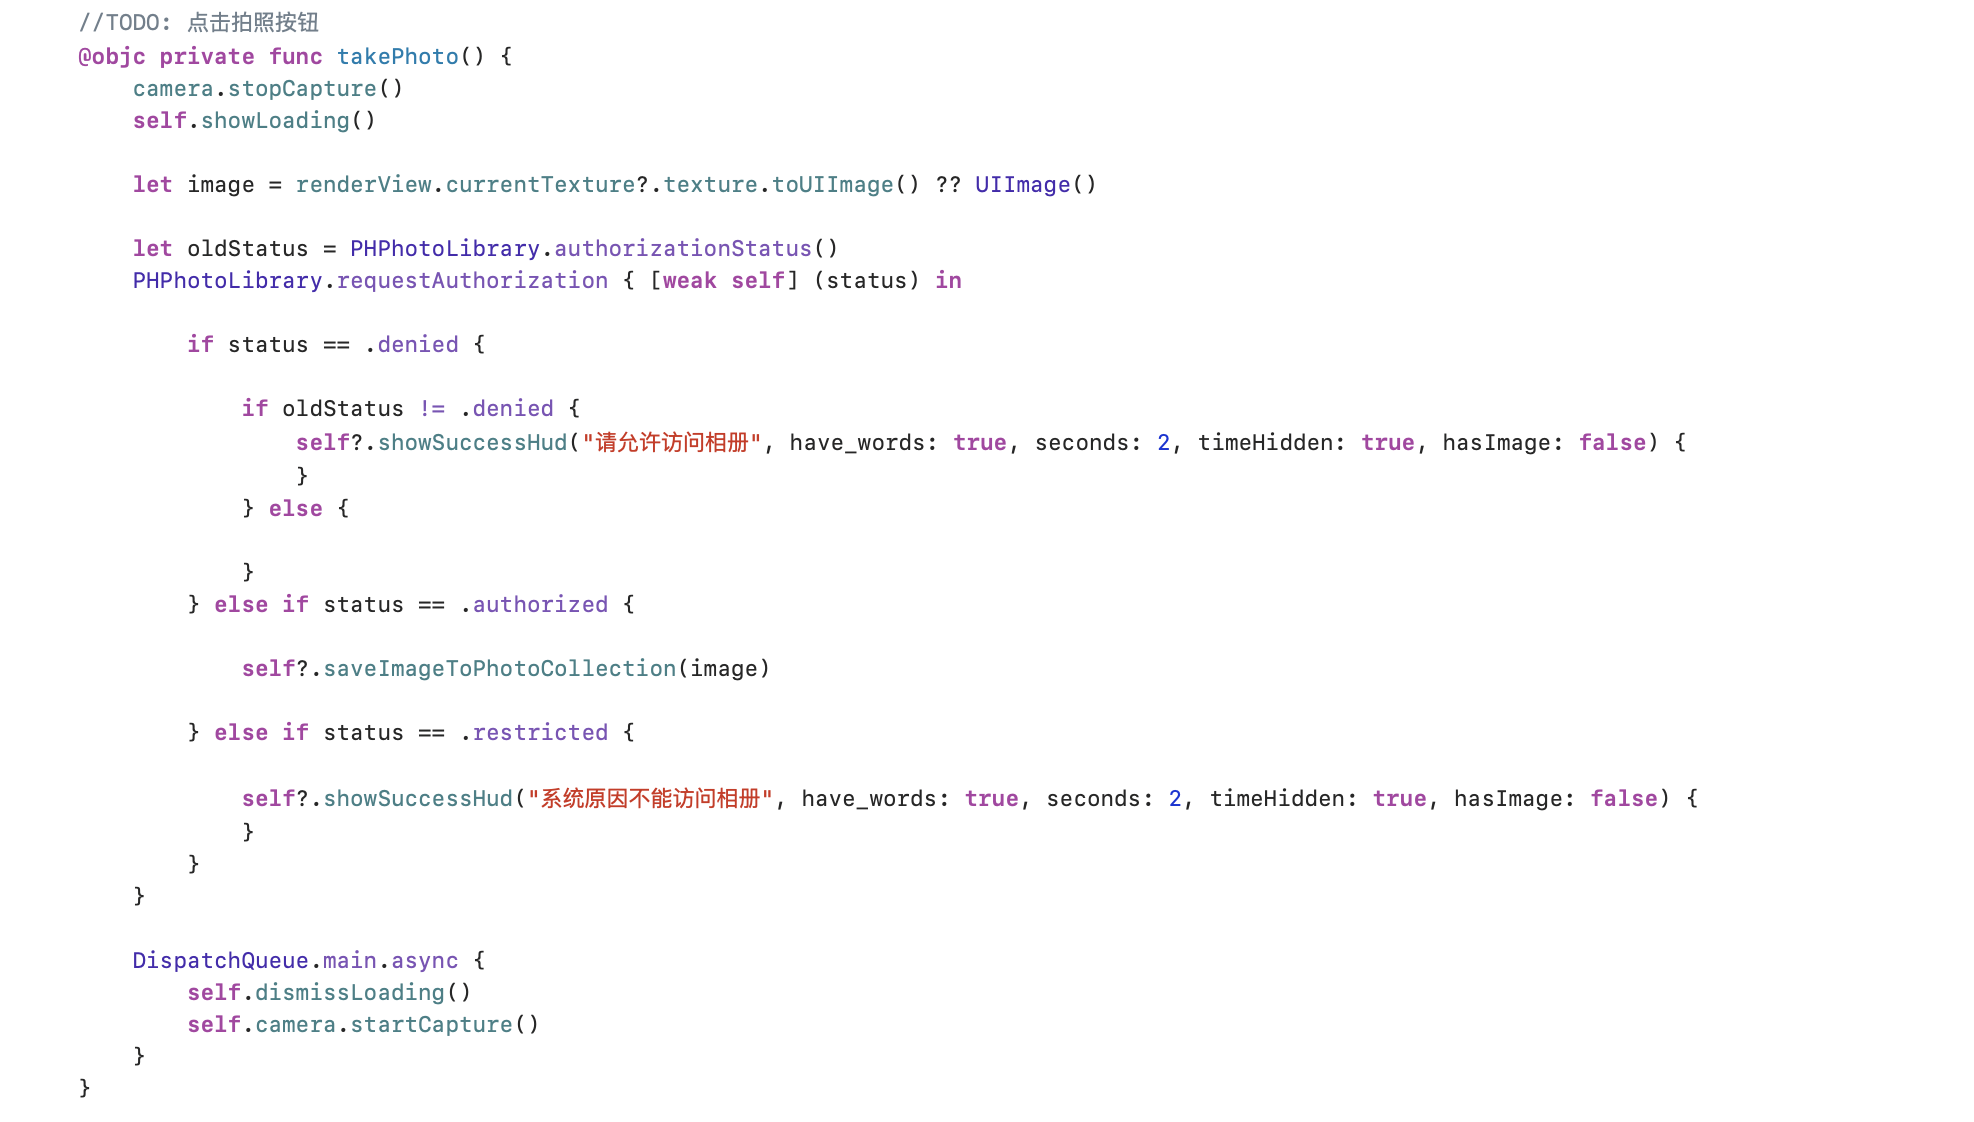 //TODO: 点击拍照按钮
@objc private func takePhoto() {
camera.stopCapture()
self.showLoading()
let image = renderView.currentTexture?.texture.toUIImage() ?? UIImage()
let oldStatus = PHPhotoLibrary.authorizationStatus()
PHPhotoLibrary.requestAuthorization { [weak self] (status) in
if status == .denied {
if oldStatus != .denied {
self?.showSuccessHud("请允许访问相册", have_words: true, seconds: 2, timeHidden: true, hasImage: false) {
}
} else {
}
} else if status == .authorized {
self?.saveImageToPhotoCollection(image)
} else if status == .restricted {
self?.showSuccessHud("系统原因不能访问相册", have_words: true, seconds: 2, timeHidden: true, hasImage: false) {
}
}
}
DispatchQueue.main.async {
self.dismissLoading()
self.camera.startCapture()
}
}